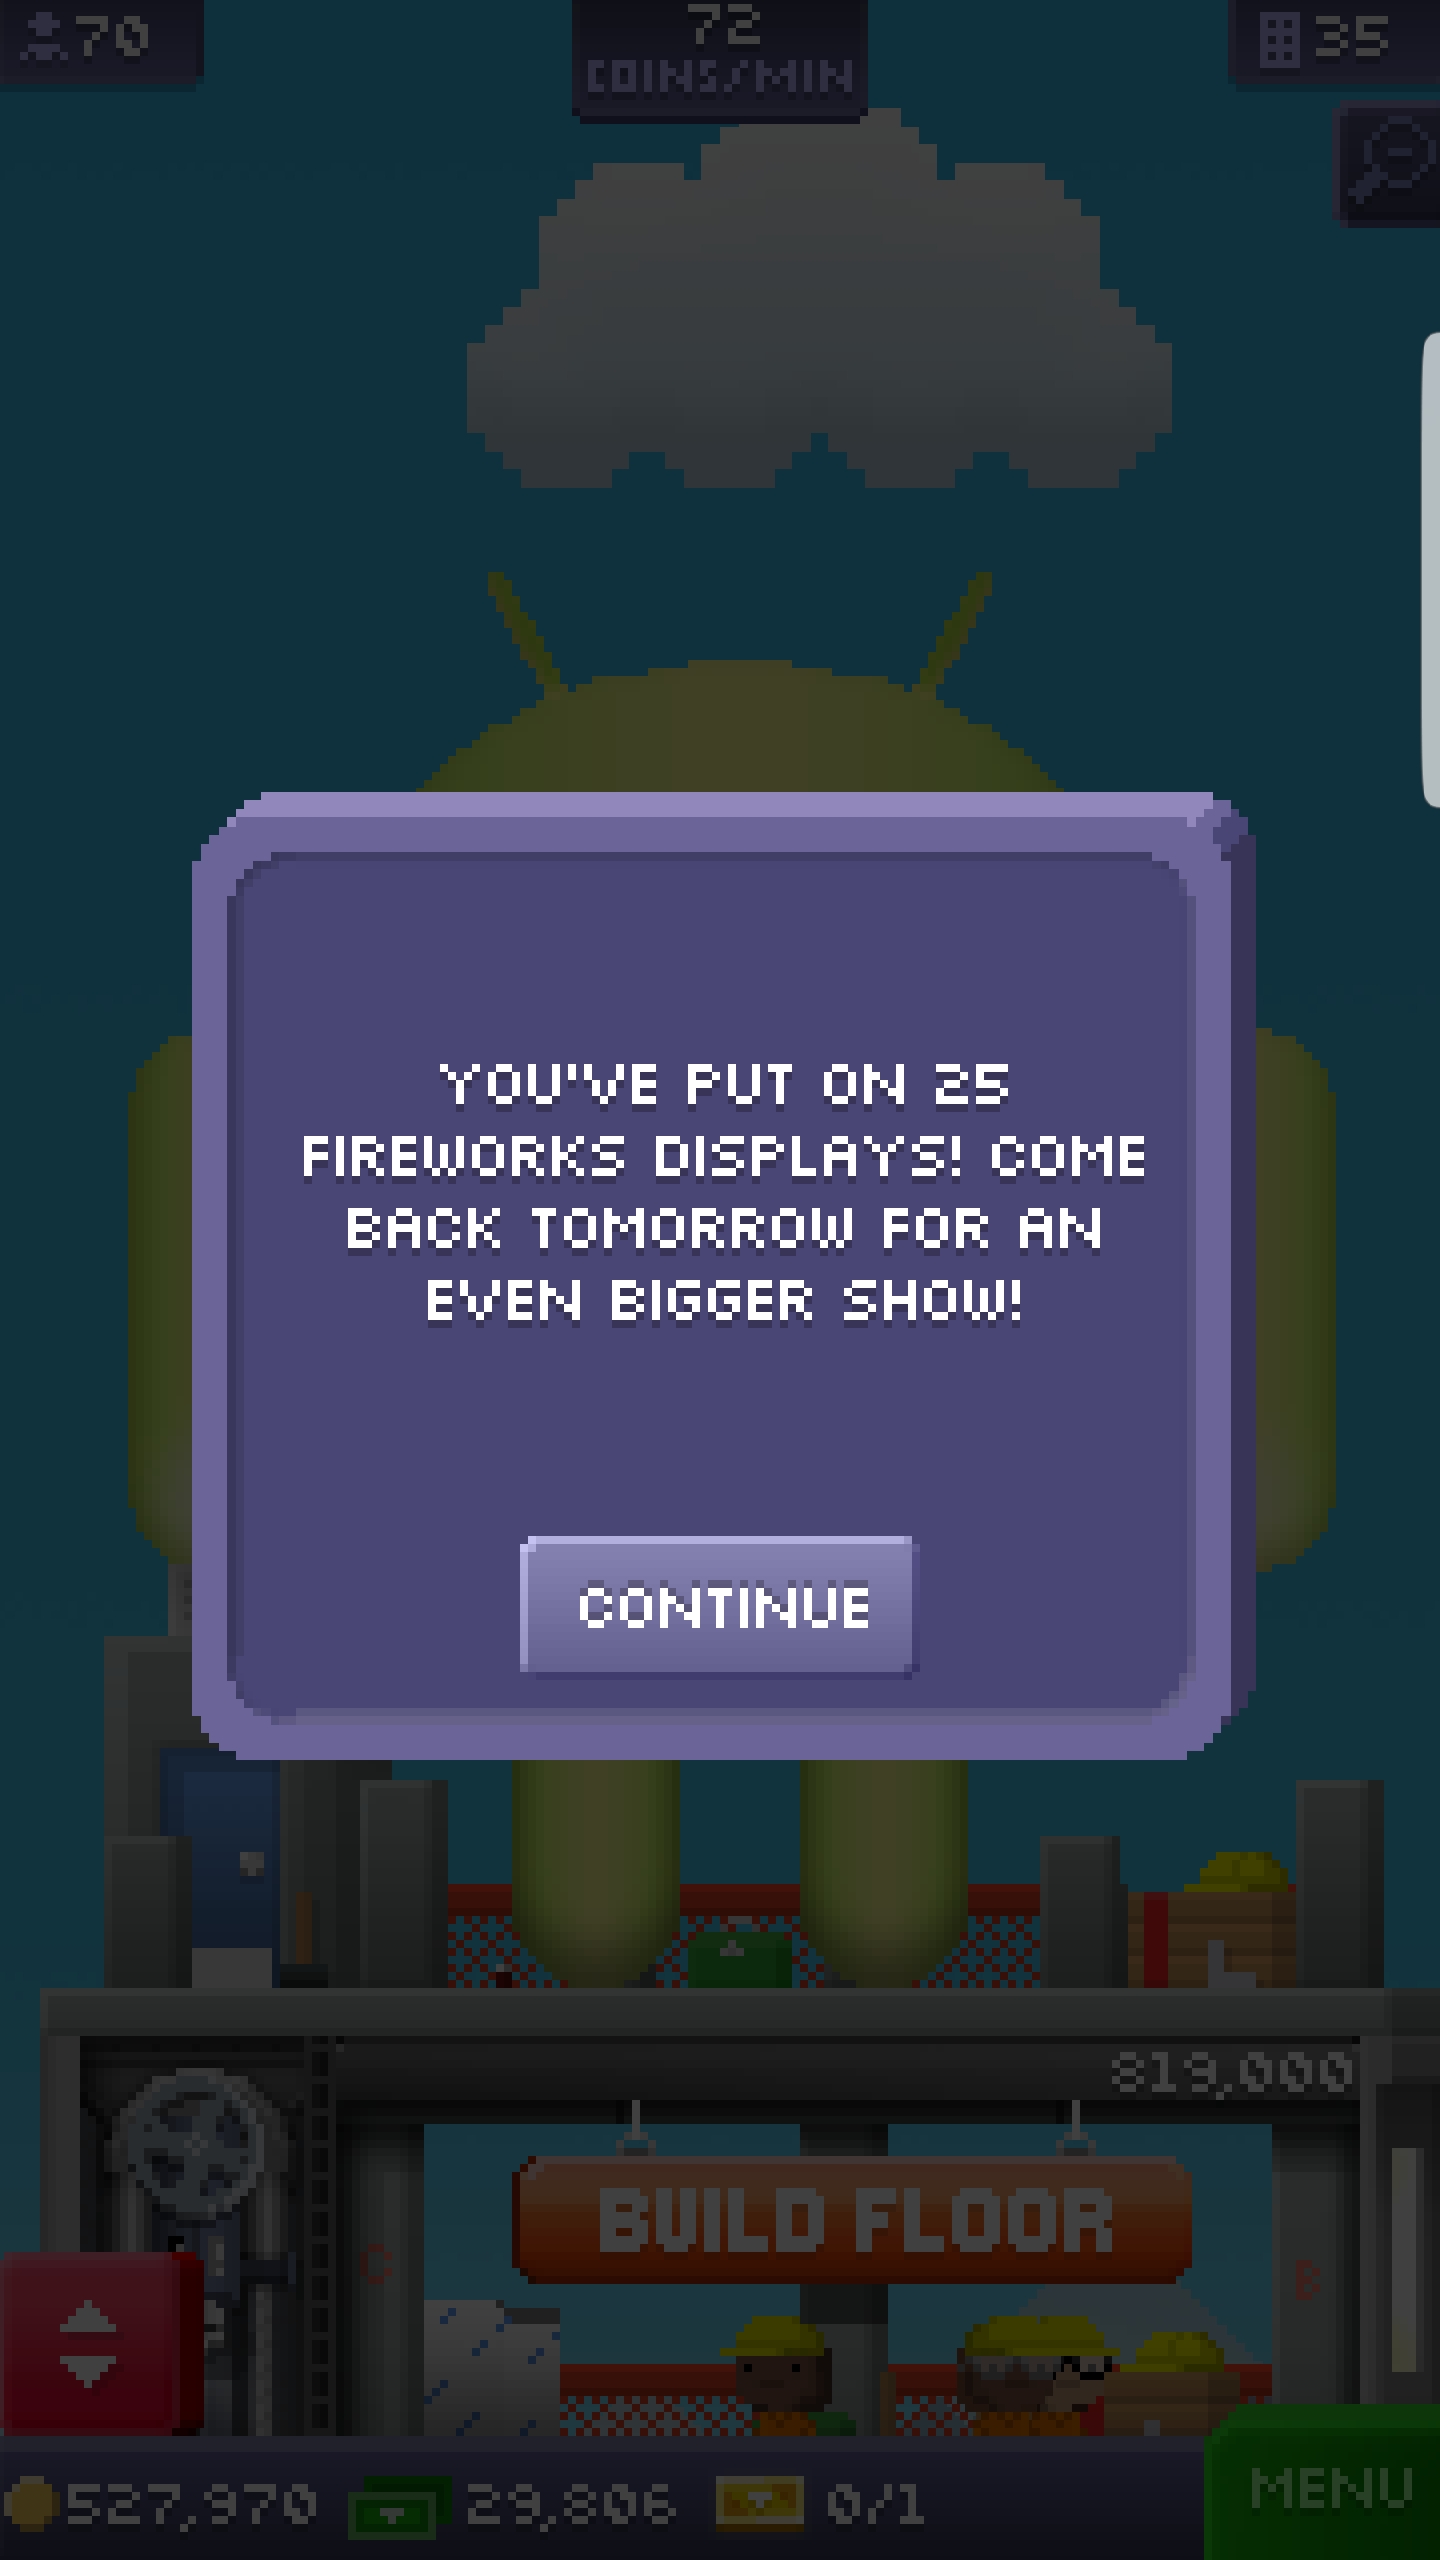 70
72
COINS/MIN
35
YOU'VE PUT ON 25
FIREWORKS DISPLAYS! COME
BACK TOMORROW FOR AN
EVEN BIGGER SHOW!
CONTINUE
819,000
BUILD FLOOR
C
B
527,970
29,806
0/1
MENU